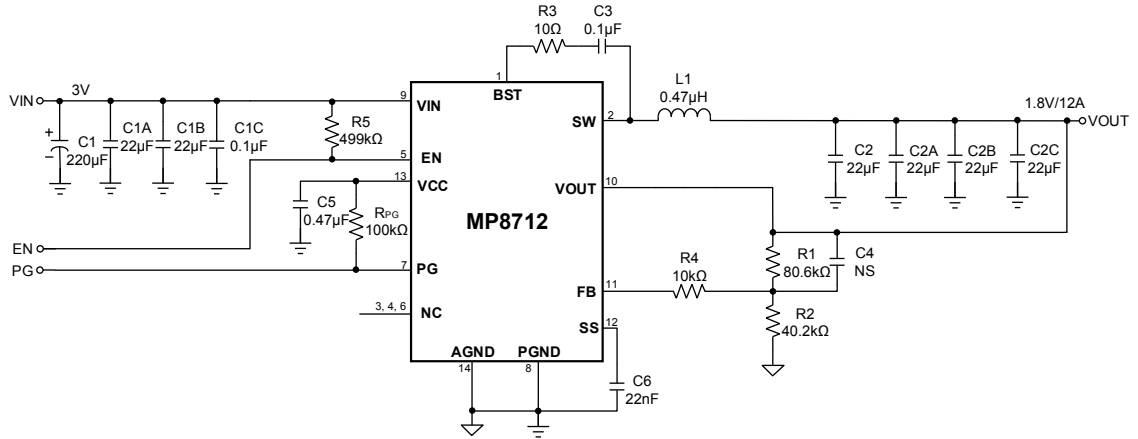 R3
10Ω
C3
0.1μF
1
BST
VIN
3V
9
VIN
+
−
C1
220μF
C1A
22μF
C1B
22μF
C1C
0.1μF
R5
499kΩ
5
EN
13
VCC
C5
0.47μF
RPG
100kΩ
EN
PG
7
PG
3, 4, 6
NC
MP8712
SW
2
L1
0.47μH
1.8V/12A
VOUT
C2
22μF
C2A
22μF
C2B
22μF
C2C
22μF
VOUT
10
R1
80.6kΩ
C4
NS
R4
10kΩ
FB
11
R2
40.2kΩ
SS
12
AGND
14
PGND
8
C6
22nF